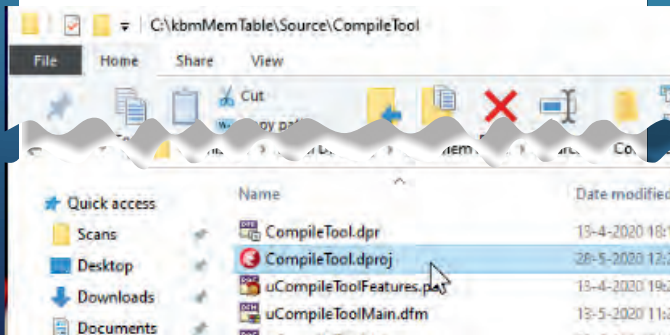 C:\kbmMemTable\Source\CompileTool
File Home Share View
Cut
Name Date modified
Quick access
Scans
Desktop
Downloads
Documents
CompileTool.dpr 13-4-2020
CompileTool.dproj 28-5-2020
uCompileToolFeatures.pas 13-4-2020
uCompileToolMain.dfm 13-5-2020